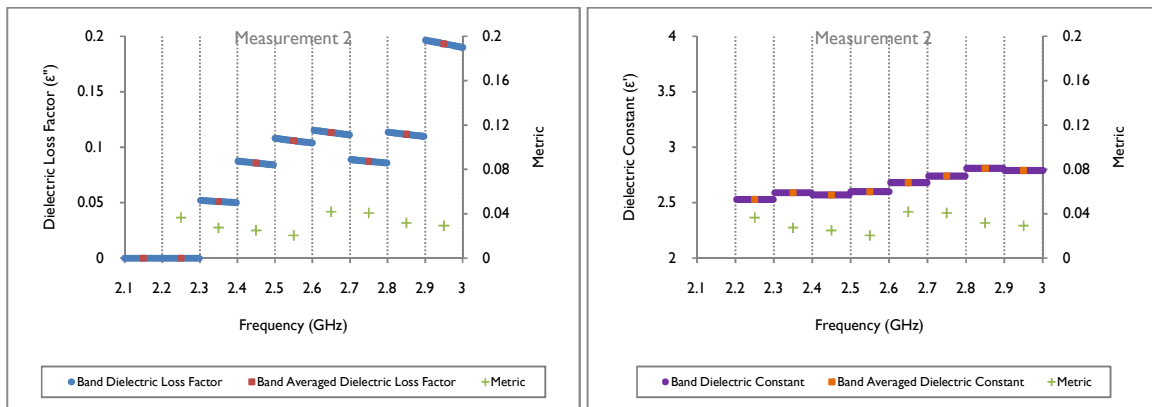 Measurement 2
Dielectric Loss Factor (ε'')
0.2
0.15
0.1
0.05
0
0.2
0.16
0.12
0.08
0.04
0
Metric
2.1 2.2 2.3 2.4 2.5 2.6 2.7 2.8 2.9 3
Frequency (GHz)
Band Dielectric Loss Factor Band Averaged Dielectric Loss Factor Metric
Measurement 2
Dielectric Constant (ε')
4
3.5
3
2.5
2
0.2
0.16
0.12
0.08
0.04
0
Metric
2.1 2.2 2.3 2.4 2.5 2.6 2.7 2.8 2.9 3
Frequency (GHz)
Band Dielectric Constant Band Averaged Dielectric Constant Metric